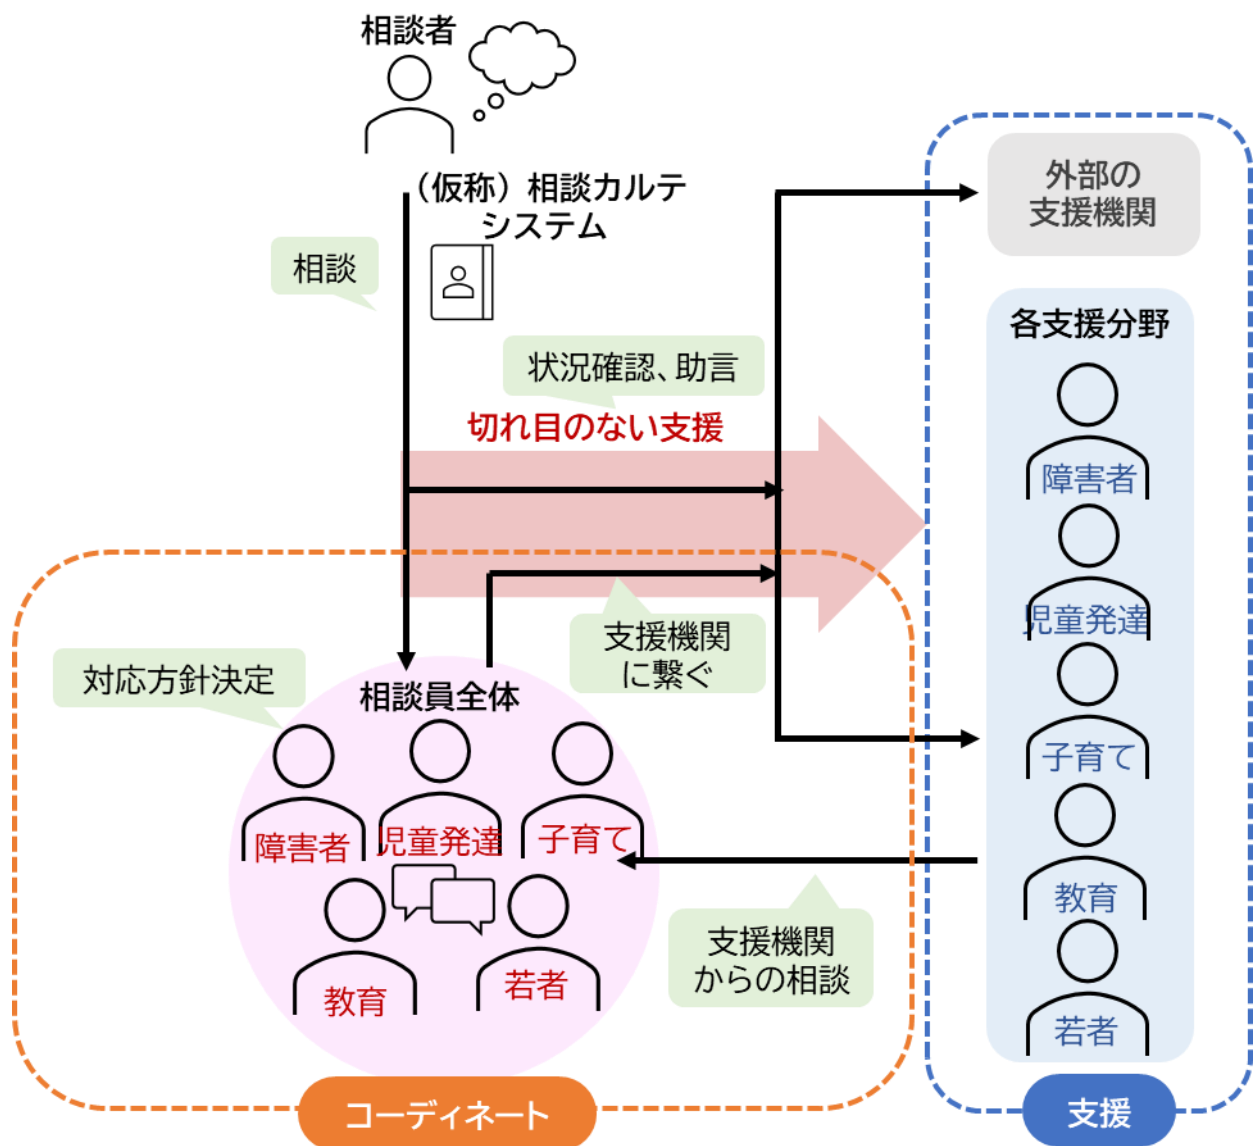 相談者
（仮称）相談カルテ
システム
相談
外部の
支援機関
各支援分野
状況確認、助言
切れ目のない支援
障害者
児童発達
子育て
教育
若者
支援機関
に繋ぐ
対応方針決定
相談員全体
障害者
児童発達
子育て
教育
若者
支援機関
からの相談
コーディネート
支援